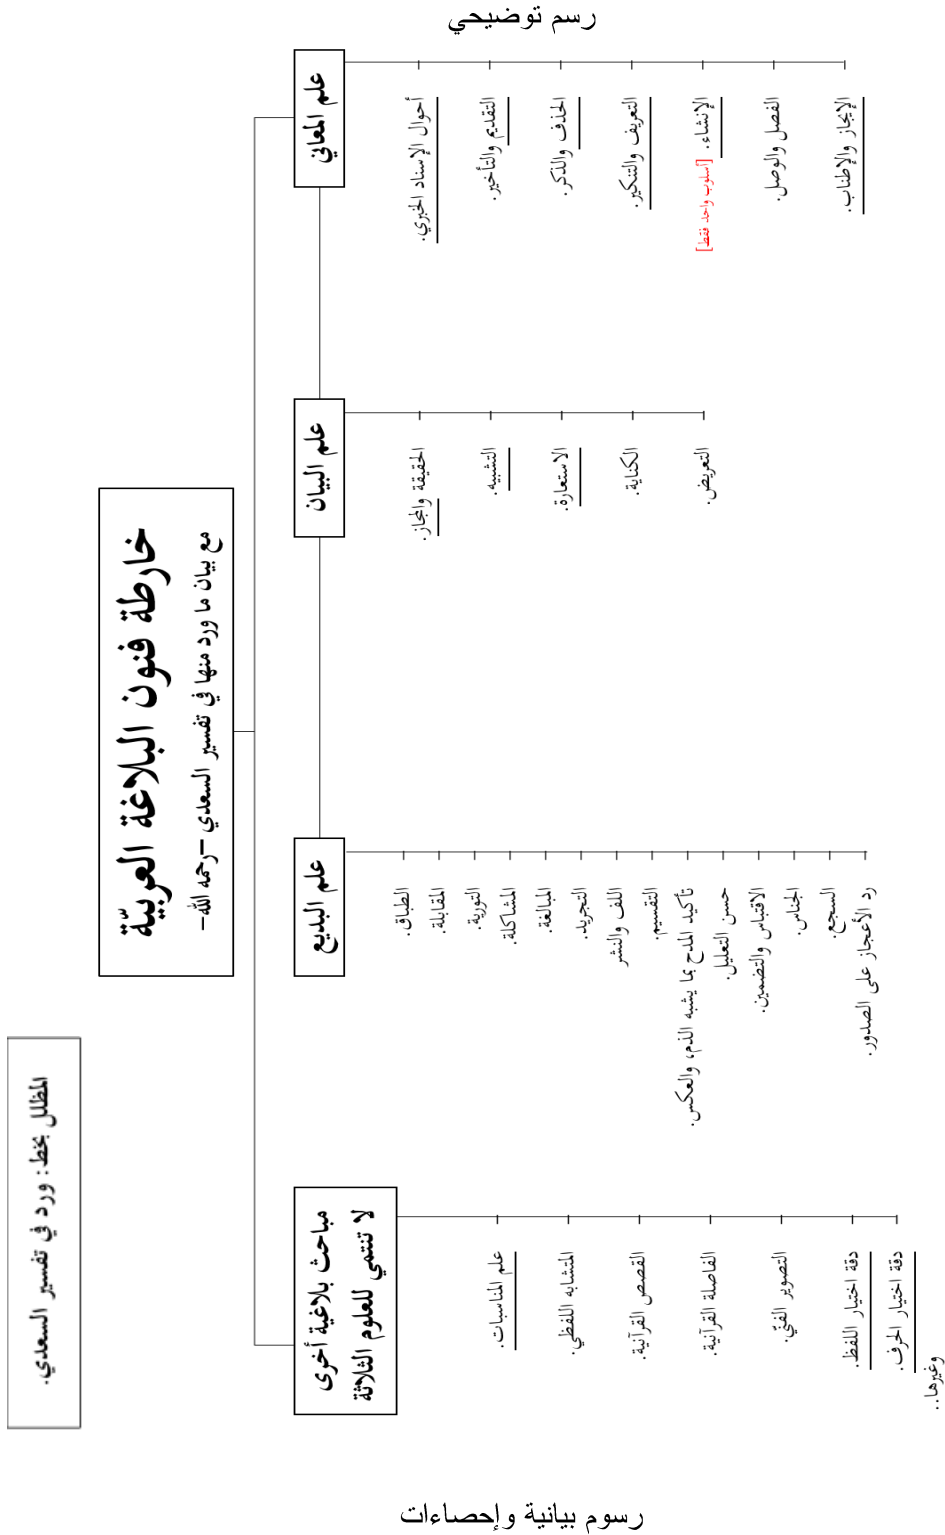 رسم توضيحي
خارطة فنون البلاغة العربيّة
مع بيان ما ورد منها في تفسير السعدي -رحمه الله-
المظلل بخط: ورد في تفسير السعدي.
علم المعاني
أحوال الإسناد الخبري.
التقديم والتأخير.
الحذف والذكر.
التعريف والتنكير.
الإنشاء. [أسلوب واحد فقط]
الفصل والوصل.
الإيجاز والإطناب.
علم البيان
الحقيقة والمجاز.
التشبيه.
الاستعارة.
الكناية.
التعريض.
علم البديع
الطباق.
المقابلة.
التورية.
المشاكلة.
المبالغة.
التجريد.
اللف والنشر
التقسيم.
تأكيد المدح بما يشبه الذم، والعكس.
حسن التعليل.
الاقتباس والتضمين.
الجناس.
السجع.
رد الأعجاز على الصدور.
مباحث بلاغية أخرى
لا تنتمي للعلوم الثلاثة
علم المناسبات.
المتشابه اللفظي.
القصص القرآنية.
الفاصلة القرآنية.
التصوير الفنّي.
دقة اختيار اللفظ.
دقة اختيار الحرف.
وغيرها..
رسوم بيانية وإحصاءات